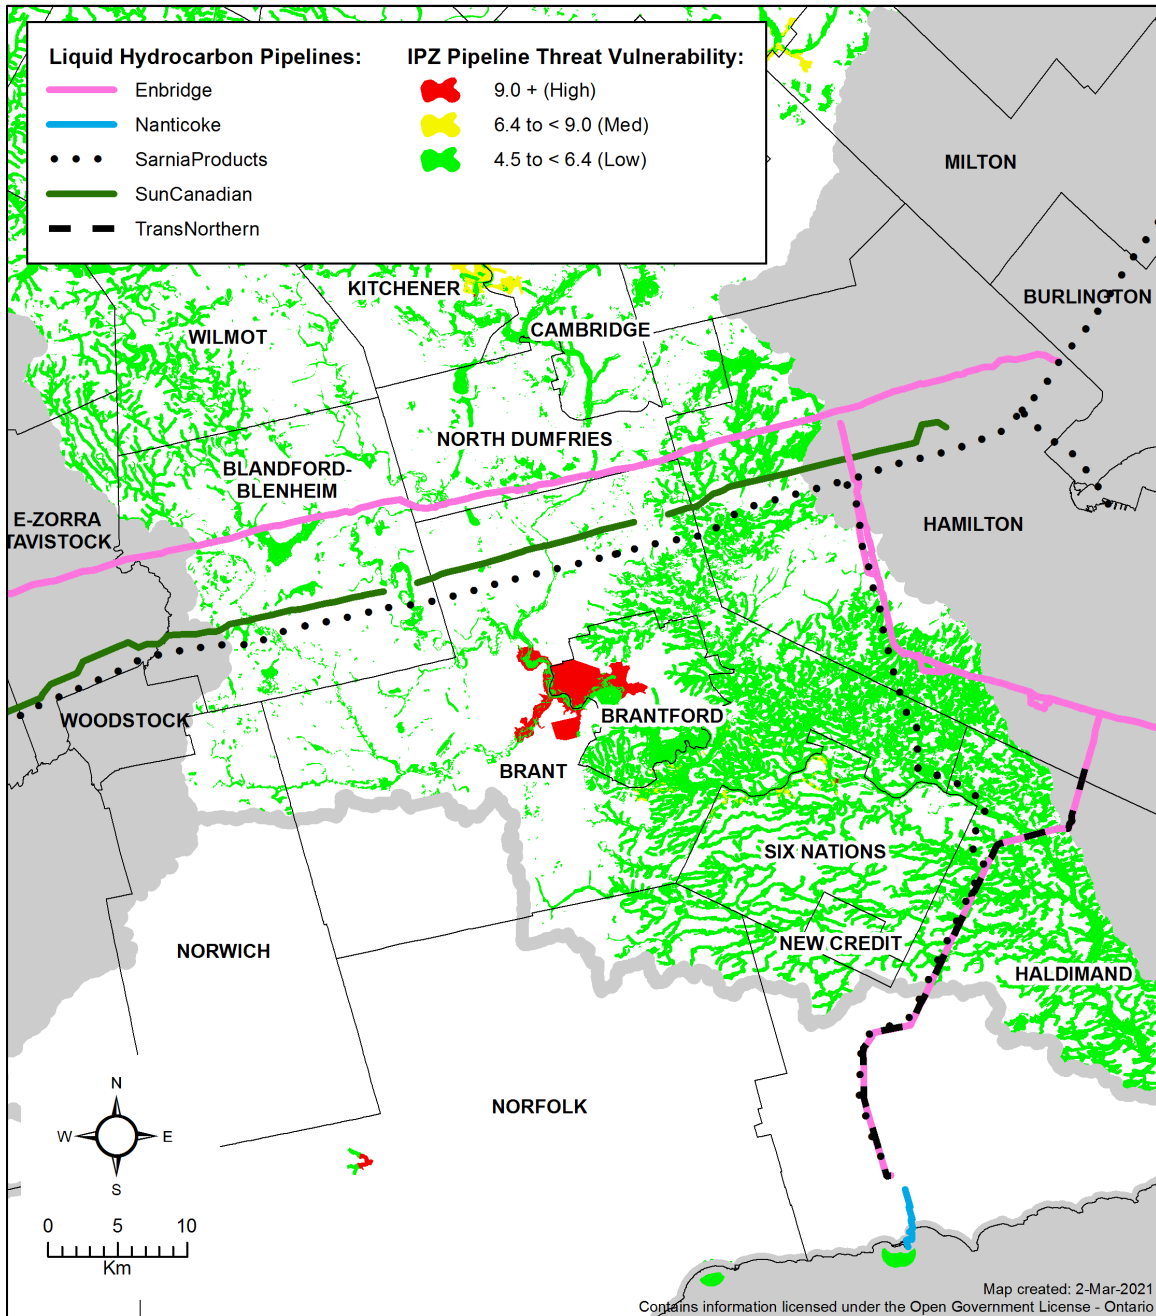 Liquid Hydrocarbon Pipelines:
Enbridge
Nanticoke
SarniaProducts
SunCanadian
TransNorthern
IPZ Pipeline Threat Vulnerability:
9.0 + (High)
6.4 to < 9.0 (Med)
4.5 to < 6.4 (Low)
MILTON
KITCHENER
BURLINGTON
WILMOT
CAMBRIDGE
NORTH DUMFRIES
BLANDFORD-
BLENHEIM
E-ZORRA
TAVISTOCK
HAMILTON
WOODSTOCK
BRANTFORD
BRANT
SIX NATIONS
NORWICH
NEW CREDIT
HALDIMAND
NORFOLK
N
W
E
S
0 5 10
Km
Map created: 2-Mar-2021
Contains information licensed under the Open Government License - Ontario